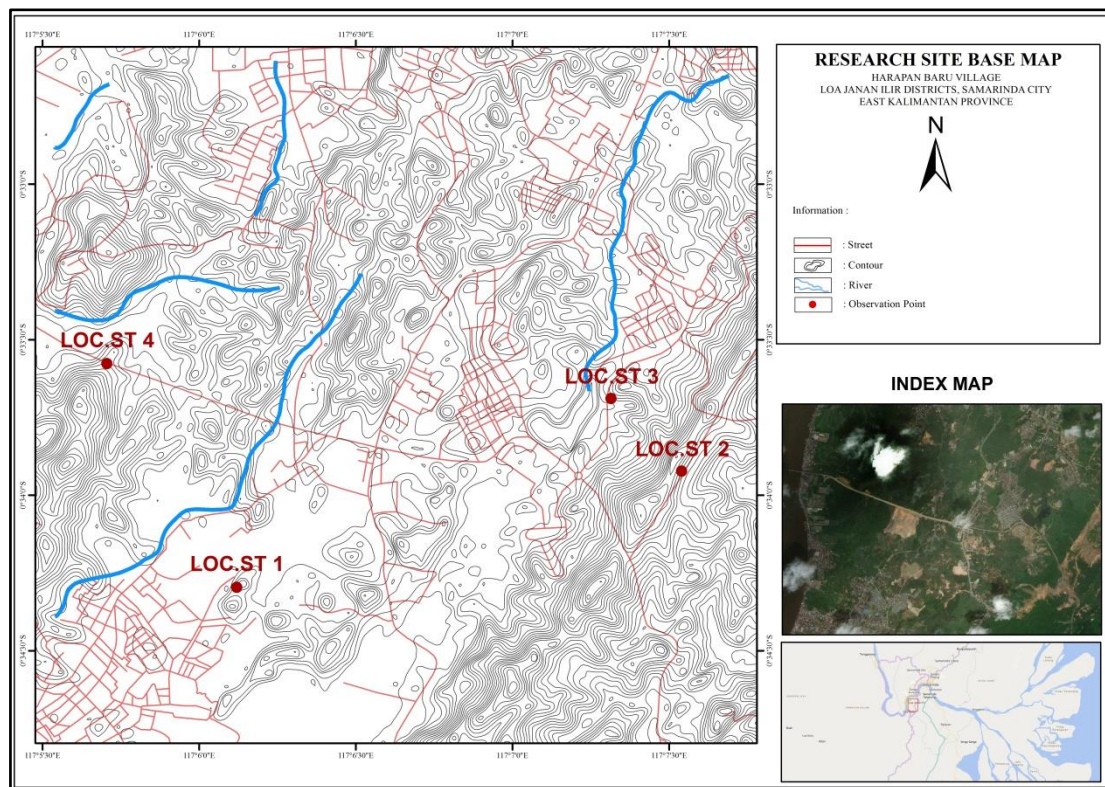 117°5'30"E 117°6'0"E 117°6'30"E 117°7'0"E 117°7'30"E
0°33'0"S 0°33'0"S
0°33'30"S 0°33'30"S
LOC.ST 4
LOC.ST 3
LOC.ST 2
0°34'0"S 0°34'0"S
LOC.ST 1
0°34'30"S 0°34'30"S
117°5'30"E 117°6'0"E 117°6'30"E 117°7'0"E 117°7'30"E
RESEARCH SITE BASE MAP
HARAPAN BARU VILLAGE
LOA JANAN ILIR DISTRICTS, SAMARINDA CITY
EAST KALIMANTAN PROVINCE
N
Information :
: Street
: Contour
: River
: Observation Point
INDEX MAP